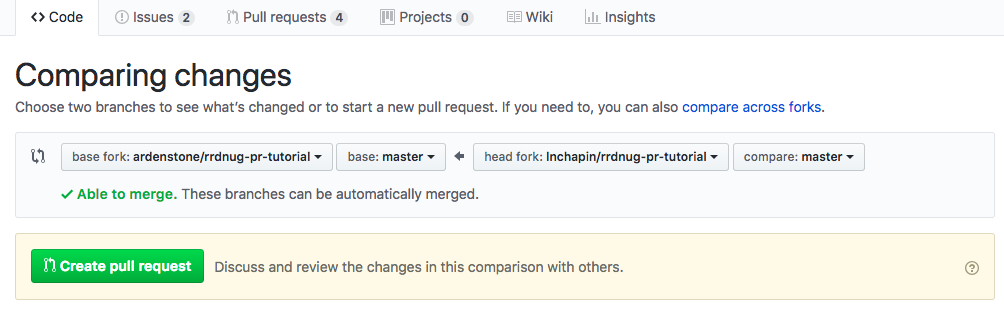 Code Issues 2 Pull requests 4 Projects 0 Wiki Insights
Comparing changes
Choose two branches to see what's changed or to start a new pull request. If you need to, you can also compare across forks.
base fork: ardenstone/rrdnug-pr-tutorial base: master head fork: lnchapin/rrdnug-pr-tutorial compare: master
Able to merge. These branches can be automatically merged.
Create pull request Discuss and review the changes in this comparison with others.